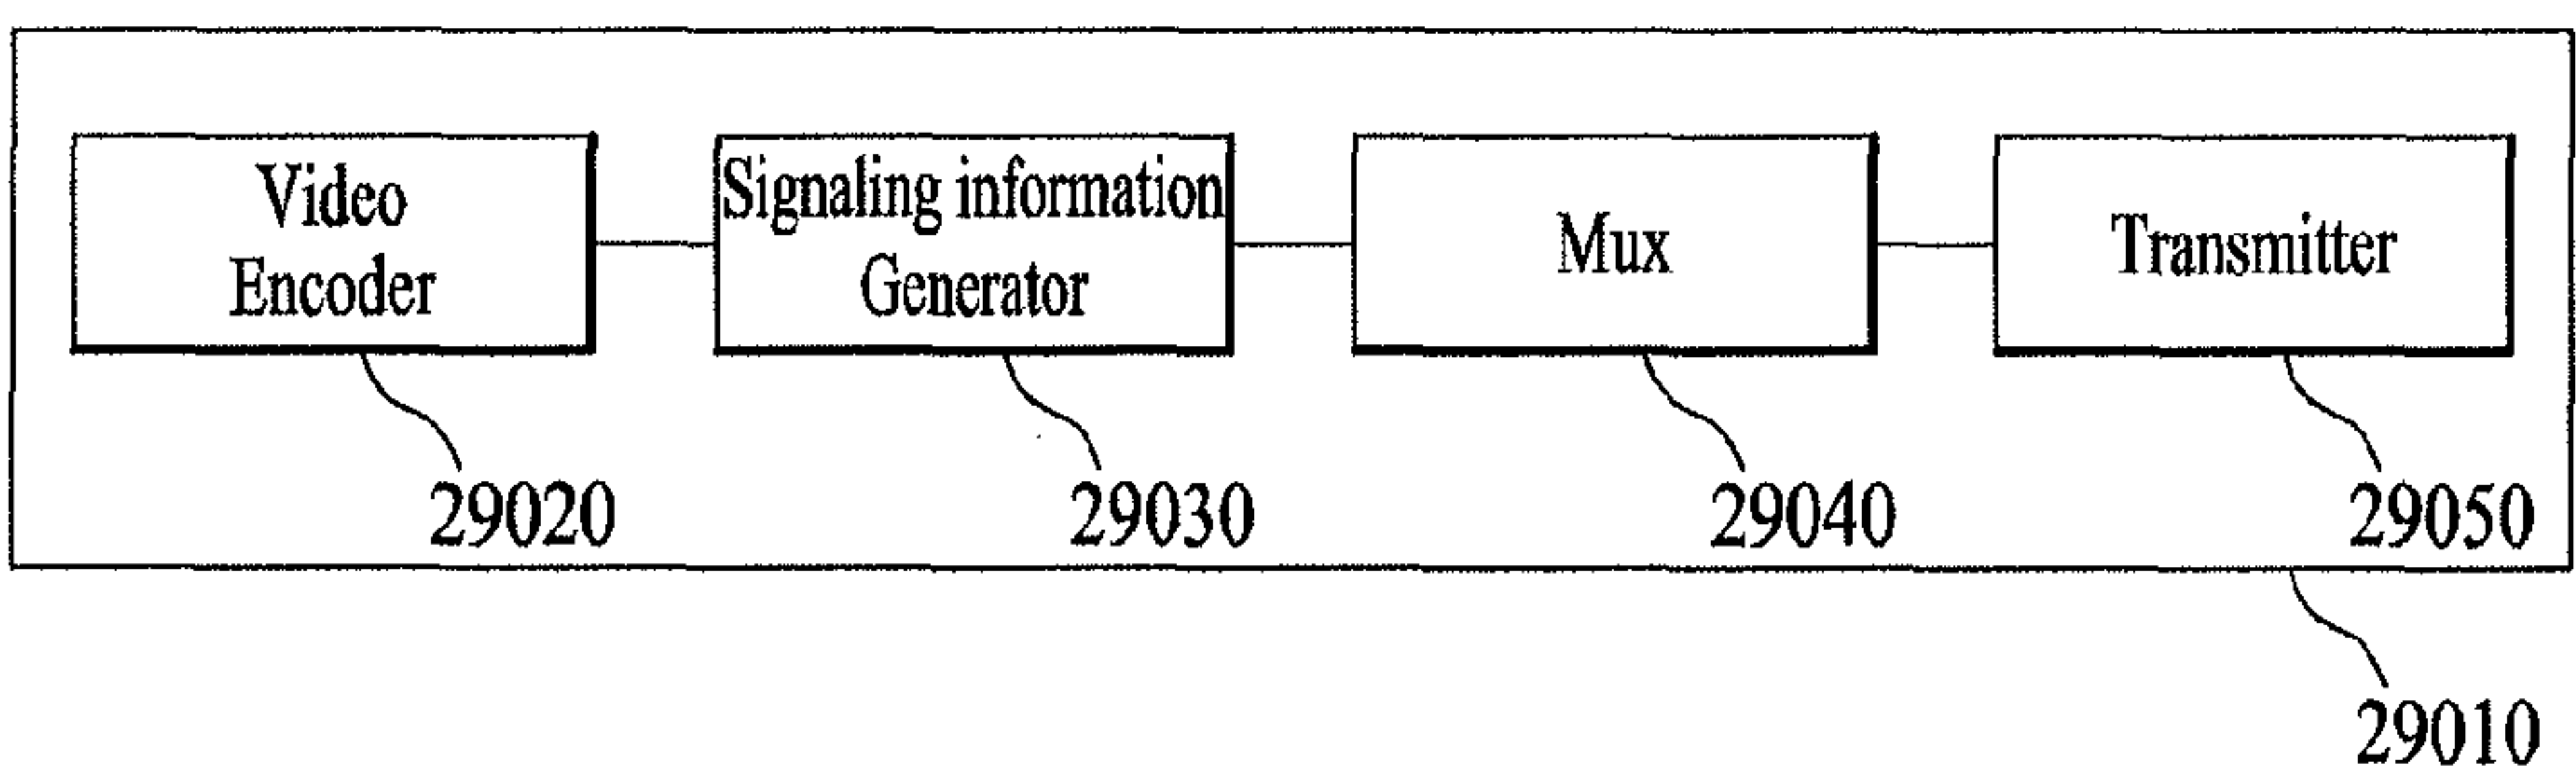 Video
Encoder
Signaling information
Generator
Mux
Transmitter
29020
29030
29040
29050
29010